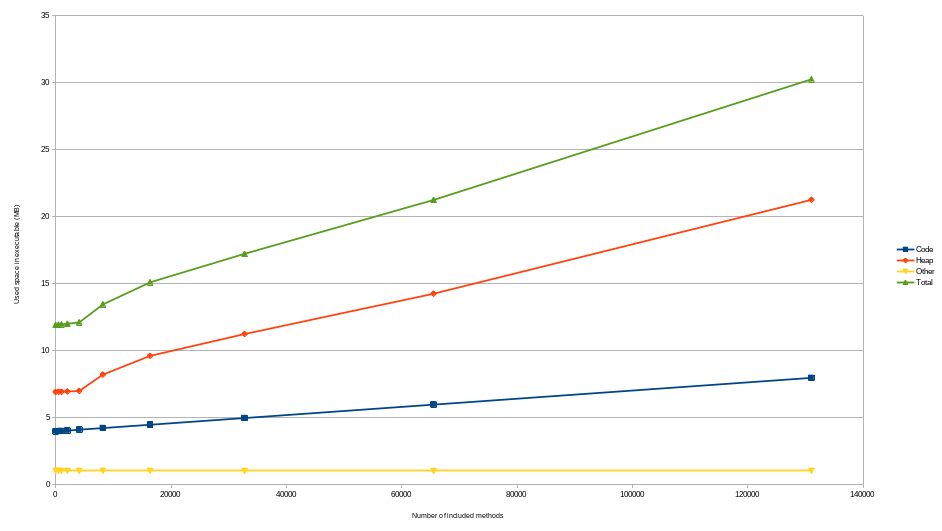 35
30
25
20
15
10
5
0
0 20000 40000 60000 80000 100000 120000 140000
Used space in executable (MB)
Number of included methods
Code
Heap
Other
Total